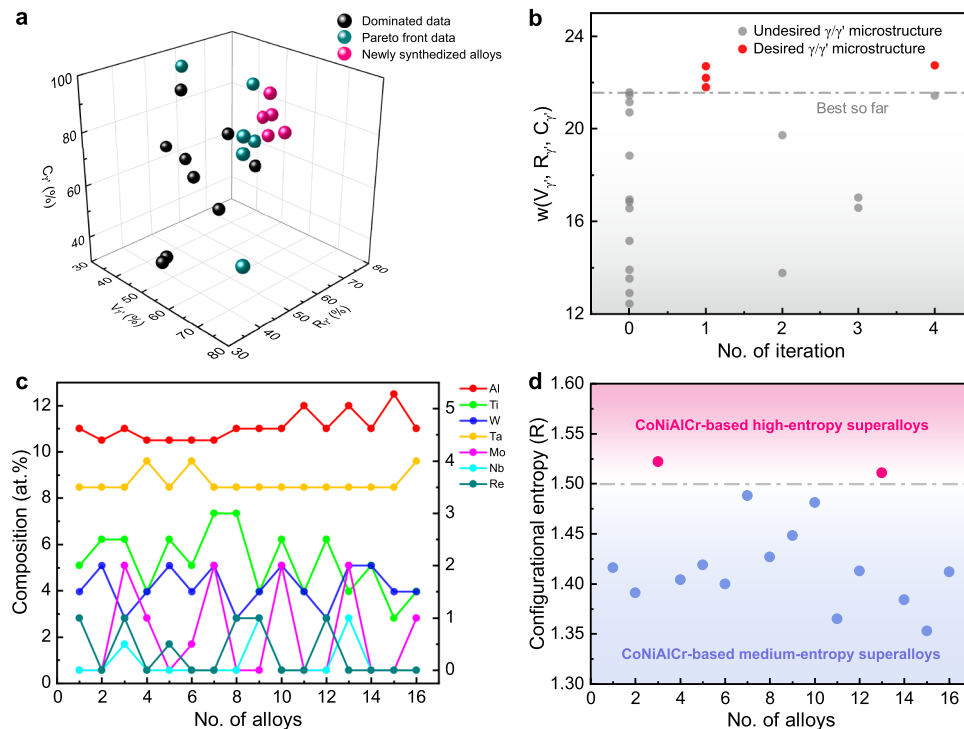 a
Dominated data
Pareto front data
Newly synthedized alloys
100
80
60
40
30
Cγ' (%)
40
50
60
70
80
Vγ' (%)
30
40
50
60
70
80
Rγ' (%)
b
Undesired γ/γ' microstructure
Desired γ/γ' microstructure
Best so far
24
20
16
12
w(Vγ', Rγ', Cγ')
0 1 2 3 4
No. of iteration
c
Al
Ti
W
Ta
Mo
Nb
Re
12
10
8
6
4
2
0
Composition (at.%)
5
4
3
2
1
0
0 2 4 6 8 10 12 14 16
No. of alloys
d
CoNiAlCr-based high-entropy superalloys
CoNiAlCr-based medium-entropy superalloys
1.60
1.55
1.50
1.45
1.40
1.35
1.30
Configurational entropy (R)
0 2 4 6 8 10 12 14 16
No. of alloys